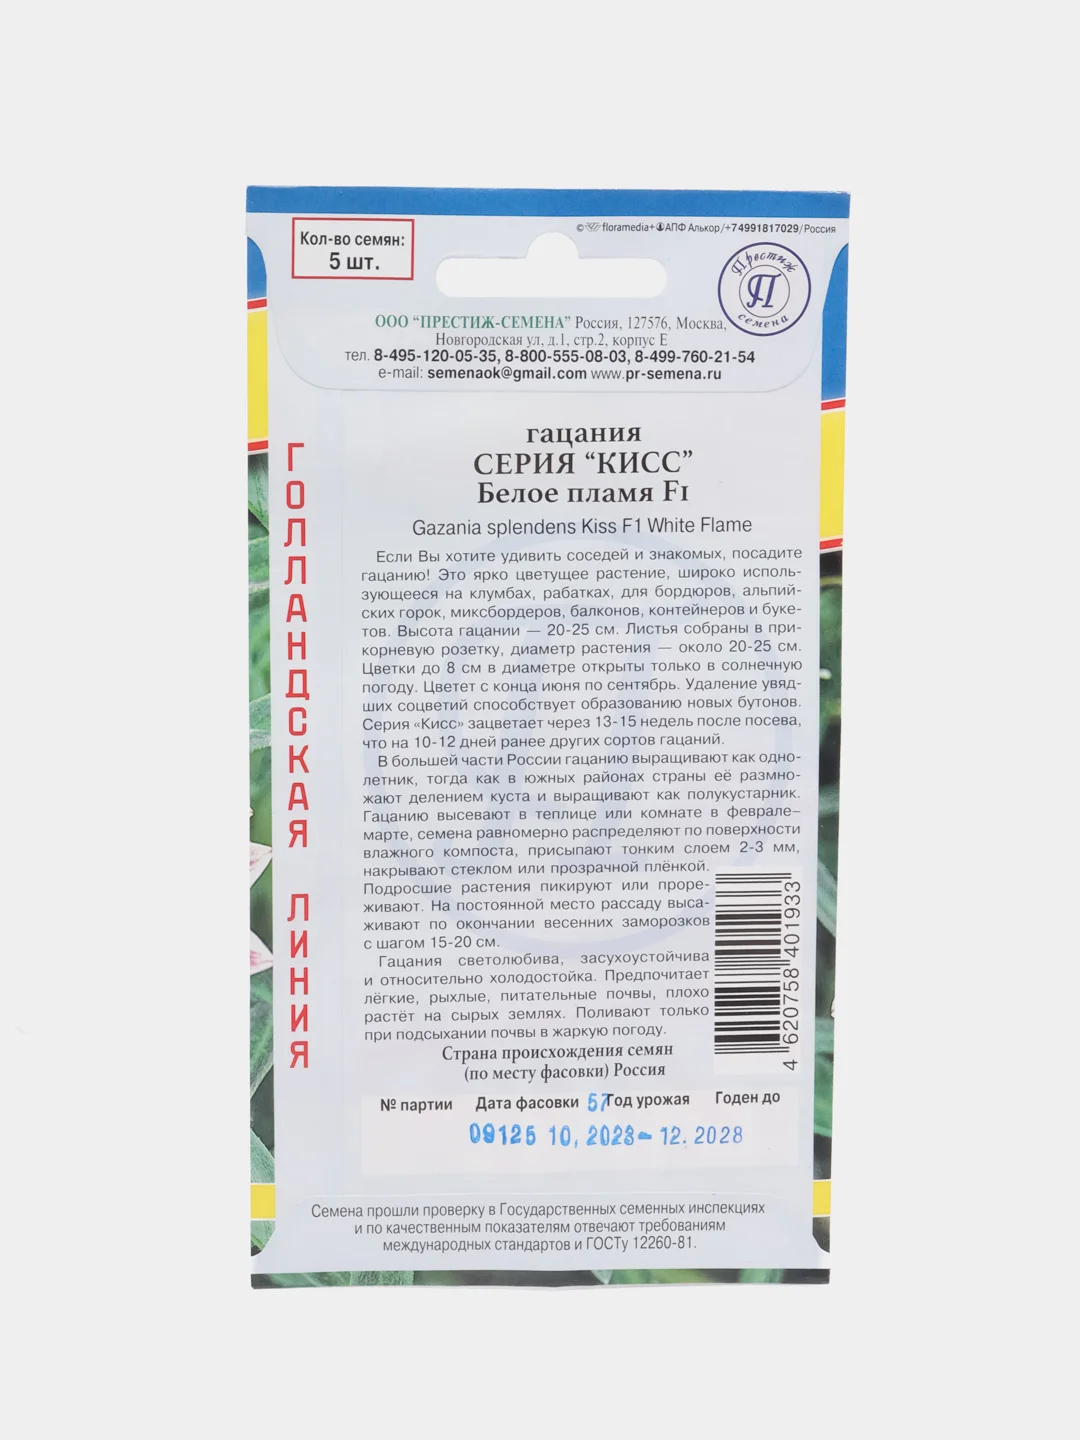 Кол-во семян:
5 шт.
© floramedia+АПФ Алькор/+74991817029/Россия
Престиж
П
семена
ООО “ПРЕСТИЖ-СЕМЕНА” Россия, 127576, Москва,
Новгородская ул, д.1, стр.2, корпус Е
тел. 8-495-120-05-35, 8-800-555-08-03, 8-499-760-21-54
e-mail: semenaok@gmail.com www.pr-semena.ru
ГОЛЛАНДСКАЯ ЛИНИЯ
гацания
СЕРИЯ “КИСС”
Белое пламя F1
Gazania splendens Kiss F1 White Flame
Если Вы хотите удивить соседей и знакомых, посадите
гацанию! Это ярко цветущее растение, широко исполь-
зующееся на клумбах, рабатках, для бордюров, альпий-
ских горок, миксбордеров, балконов, контейнеров и буке-
тов. Высота гацании — 20-25 см. Листья собраны в при-
корневую розетку, диаметр растения — около 20-25 см.
Цветки до 8 см в диаметре открыты только в солнечную
погоду. Цветет с конца июня по сентябрь. Удаление увяд-
ших соцветий способствует образованию новых бутонов.
Серия «Кисс» зацветает через 13-15 недель после посева,
что на 10-12 дней ранее других сортов гацаний.
В большей части России гацанию выращивают как одно-
летник, тогда как в южных районах страны её размно-
жают делением куста и выращивают как полукустарник.
Гацанию высевают в теплице или комнате в феврале–
марте, семена равномерно распределяют по поверхности
влажного компоста, присыпают тонким слоем 2-3 мм,
накрывают стеклом или прозрачной плёнкой.
Подросшие растения пикируют или проре-
живают. На постоянной место рассаду выса-
живают по окончании весенних заморозков
с шагом 15-20 см.
Гацания светолюбива, засухоустойчива
и относительно холодостойка. Предпочитает
лёгкие, рыхлые, питательные почвы, плохо
растёт на сырых землях. Поливают только
при подсыхании почвы в жаркую погоду.
4 620758 401933
Страна происхождения семян
(по месту фасовки) Россия
№ партии Дата фасовки 57 Год урожая Годен до
09125 10, 2023- 12. 2028
Семена прошли проверку в Государственных семенных инспекциях
и по качественным показателям отвечают требованиям
международных стандартов и ГОСТу 12260-81.